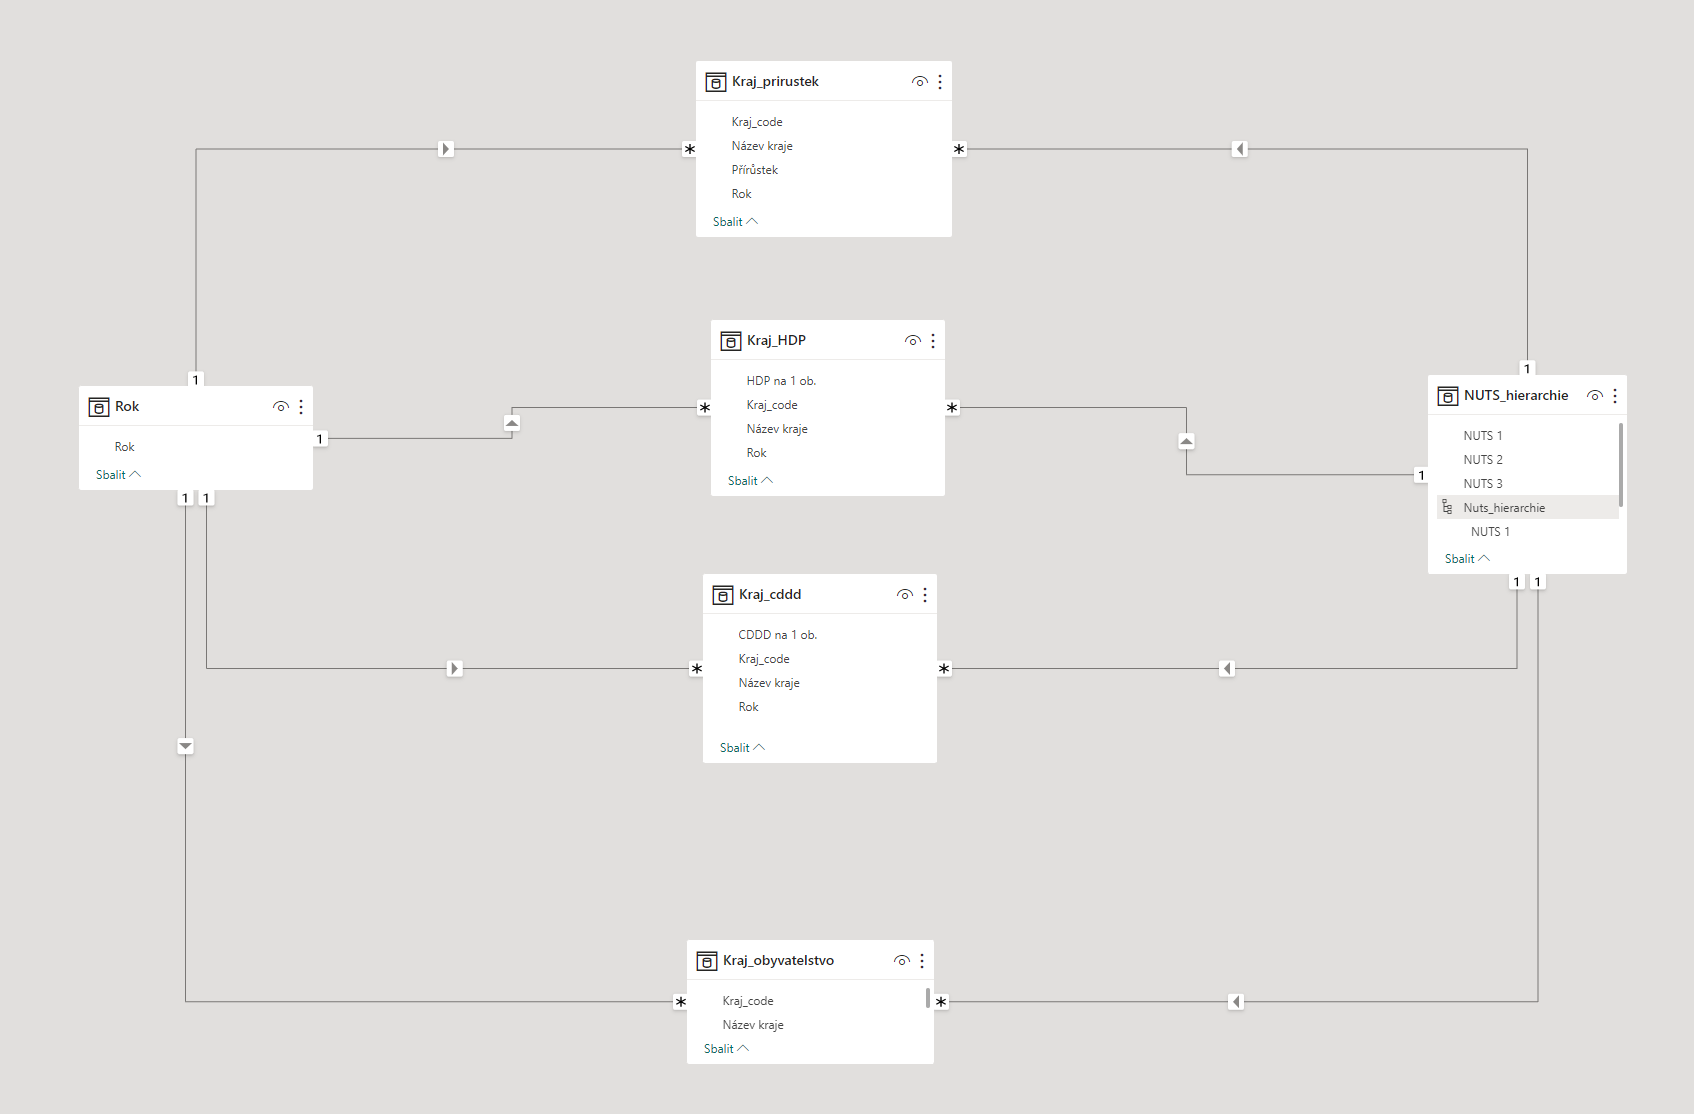 Kraj_prirustek
Kraj_code
Název kraje
Přírůstek
Rok
Sbalit
*
*
1
1
Kraj_HDP
HDP na 1 ob.
Kraj_code
Název kraje
Rok
Sbalit
*
*
Rok
Rok
Sbalit
1
1 1
NUTS_hierarchie
NUTS 1
NUTS 2
NUTS 3
Nuts_hierarchie
NUTS 1
Sbalit
1
1 1
Kraj_cddd
CDDD na 1 ob.
Kraj_code
Název kraje
Rok
Sbalit
*
*
Kraj_obyvatelstvo
Kraj_code
Název kraje
Sbalit
*
*